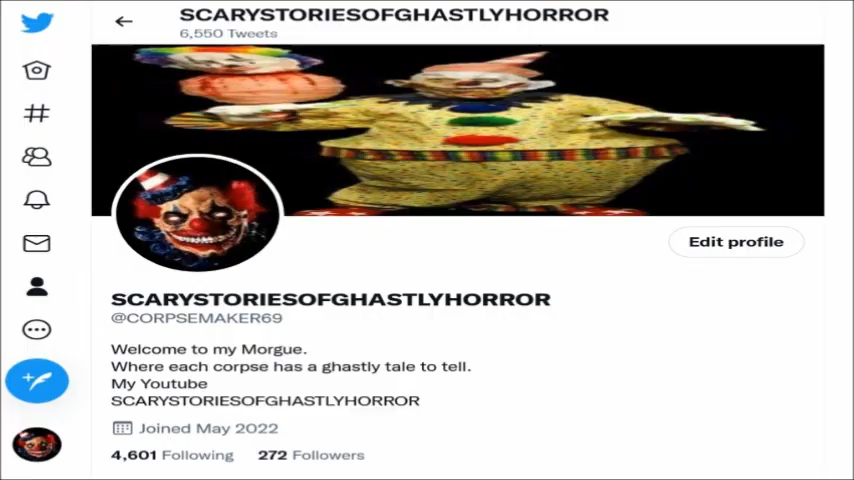 SCARYSTORIESOFGHASTLYHORROR
6,550 Tweets
Edit profile
SCARYSTORIESOFGHASTLYHORROR
@CORPSEMAKER69
Welcome to my Morgue.
Where each corpse has a ghastly tale to tell.
My Youtube
SCARYSTORIESOFGHASTLYHORROR
Joined May 2022
4,601 Following 272 Followers